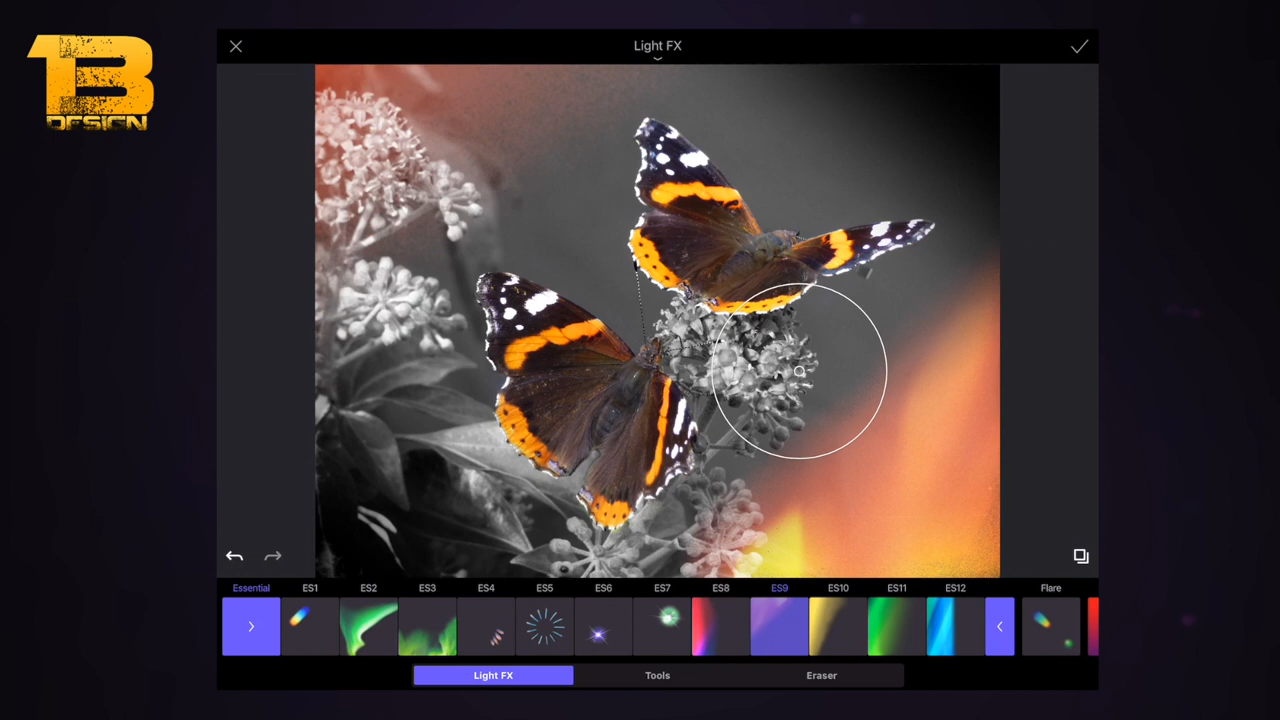 13
DESIGN
Light FX
Essential ES1 ES2 ES3 ES4 ES5 ES6 ES7 ES8 ES9 ES10 ES11 ES12 Flare
Light FX Tools Eraser